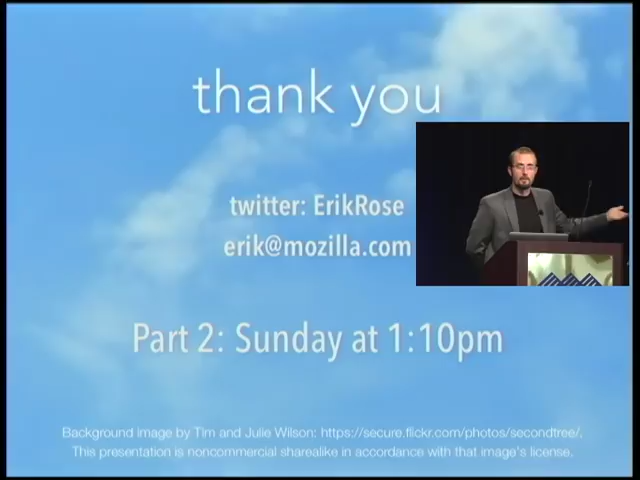 thank you
twitter: ErikRose
erik@mozilla.com
Part 2: Sunday at 1:10pm
Background image by Tim and Julie Wilson: https://secure.flickr.com/photos/secondtree/.
This presentation is noncommercial sharealike in accordance with that image's license.